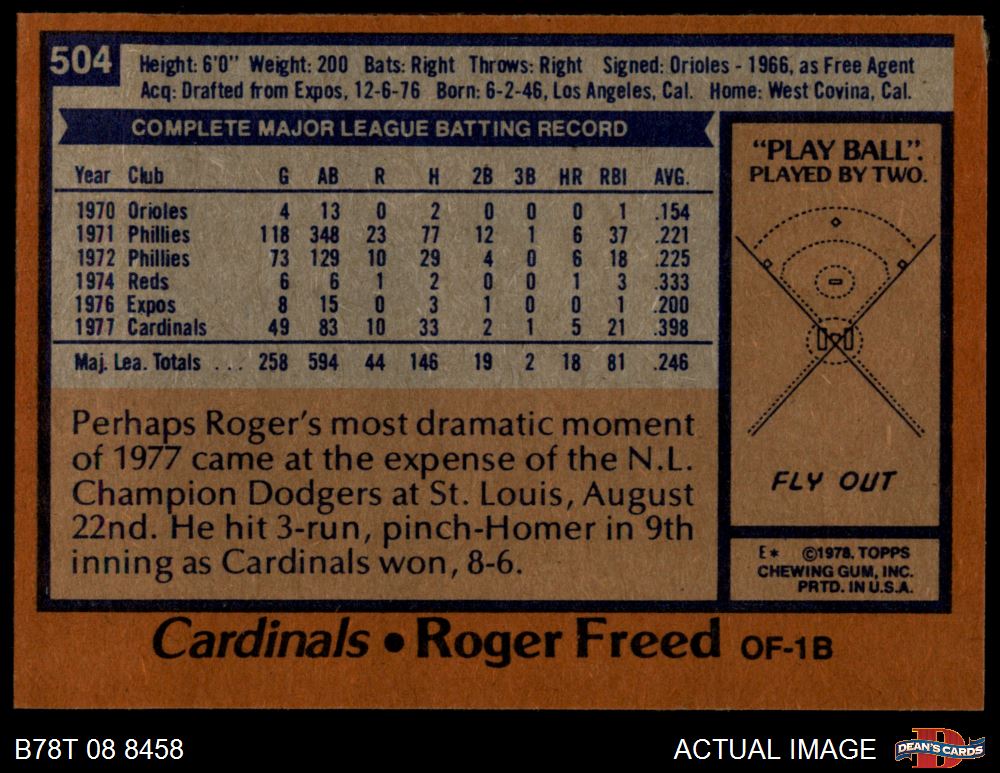 504
Height: 6'0" Weight: 200 Bats: Right Throws: Right Signed: Orioles - 1966, as Free Agent
Acq: Drafted from Expos, 12-6-76 Born: 6-2-46, Los Angeles, Cal. Home: West Covina, Cal.
COMPLETE MAJOR LEAGUE BATTING RECORD
Year Club G AB R H 2B 3B HR RBI AVG.
1970 Orioles 4 13 0 2 0 0 0 1 .154
1971 Phillies 118 348 23 77 12 1 6 37 .221
1972 Phillies 73 129 10 29 4 0 6 18 .225
1974 Reds 6 6 1 2 0 0 1 3 .333
1976 Expos 8 15 0 3 1 0 0 1 .200
1977 Cardinals 49 83 10 33 2 1 5 21 .398
Maj. Lea. Totals ... 258 594 44 146 19 2 18 81 .246
Perhaps Roger's most dramatic moment
of 1977 came at the expense of the N.L.
Champion Dodgers at St. Louis, August
22nd. He hit 3-run, pinch-Homer in 9th
inning as Cardinals won, 8-6.
"PLAY BALL".
PLAYED BY TWO.
FLY OUT
E* ©1978, TOPPS
CHEWING GUM, INC.
PRTD. IN U.S.A.
Cardinals • Roger Freed OF-1B
B78T 08 8458
ACTUAL IMAGE
DEAN'S CARDS